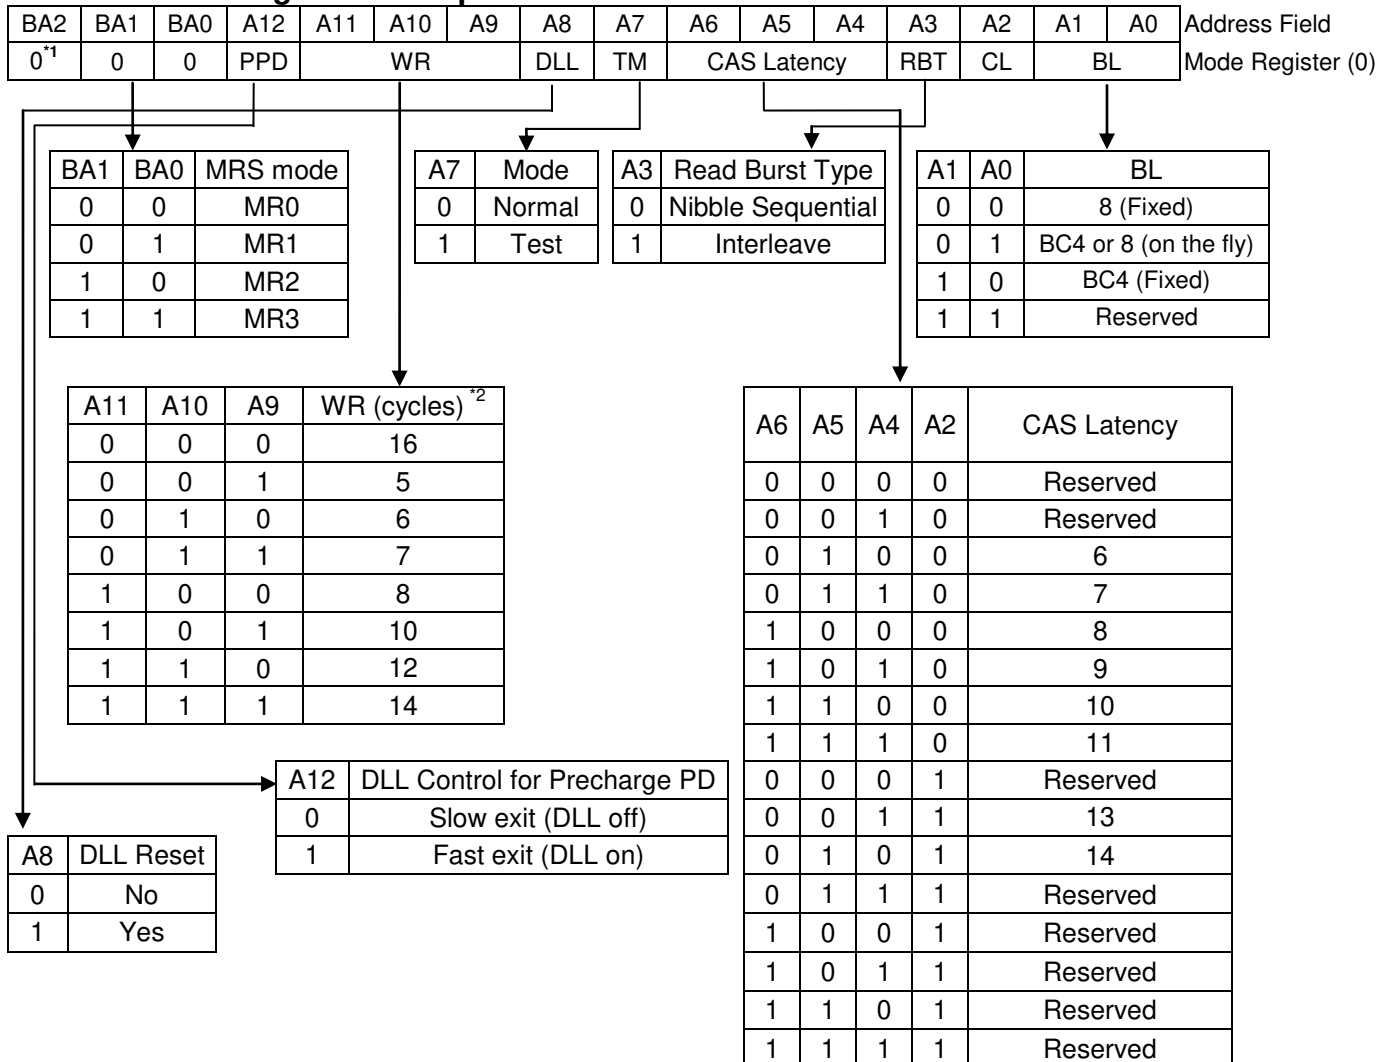 BA2 BA1 BA0 A12 A11 A10 A9 A8 A7 A6 A5 A4 A3 A2 A1 A0 Address Field
0*1 0 0 PPD WR DLL TM CAS Latency RBT CL BL Mode Register (0)
BA1 BA0 MRS mode
0 0 MR0
0 1 MR1
1 0 MR2
1 1 MR3
A7 Mode
0 Normal
1 Test
A3 Read Burst Type
0 Nibble Sequential
1 Interleave
A1 A0 BL
0 0 8 (Fixed)
0 1 BC4 or 8 (on the fly)
1 0 BC4 (Fixed)
1 1 Reserved
A11 A10 A9 WR (cycles) *2
0 0 0 16
0 0 1 5
0 1 0 6
0 1 1 7
1 0 0 8
1 0 1 10
1 1 0 12
1 1 1 14
A6 A5 A4 A2 CAS Latency
0 0 0 0 Reserved
0 0 1 0 Reserved
0 1 0 0 6
0 1 1 0 7
1 0 0 0 8
1 0 1 0 9
1 1 0 0 10
1 1 1 0 11
0 0 0 1 Reserved
0 0 1 1 13
0 1 0 1 14
0 1 1 1 Reserved
1 0 0 1 Reserved
1 0 1 1 Reserved
1 1 0 1 Reserved
1 1 1 1 Reserved
A12 DLL Control for Precharge PD
0 Slow exit (DLL off)
1 Fast exit (DLL on)
A8 DLL Reset
0 No
1 Yes